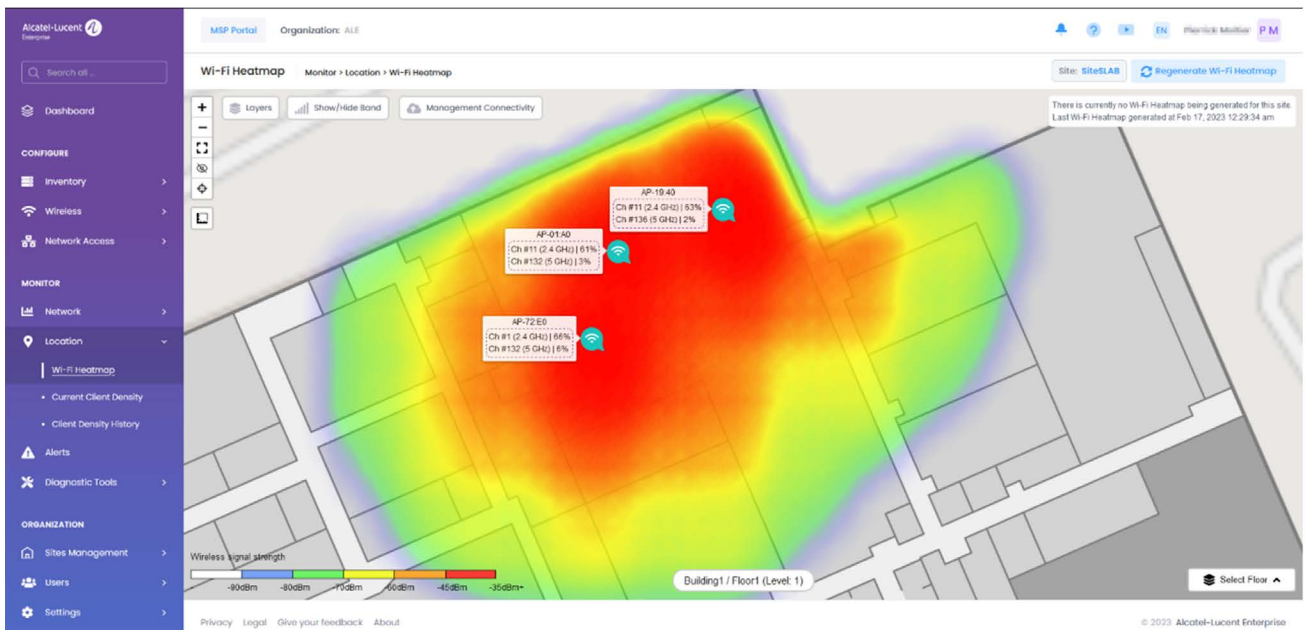 Alcatel-Lucent
Enterprise
MSP Portal
Organization: ALE
EN
P M
Search all ...
Wi-Fi Heatmap
Monitor > Location > Wi-Fi Heatmap
Site: SiteSLAB
Regenerate Wi-Fi Heatmap
Layers
Show/Hide Band
Management Connectivity
There is currently no Wi-Fi Heatmap being generated for this site.
Last Wi-Fi Heatmap generated at Feb 17, 2023 12:29:34 am
Dashboard
CONFIGURE
Inventory
Wireless
Network Access
MONITOR
Network
Location
Wi-Fi Heatmap
Current Client Density
Client Density History
Alerts
Diagnostic Tools
ORGANIZATION
Sites Management
Users
Settings
AP-19:40
Ch #11 (2.4 GHz) | 63%
Ch #136 (5 GHz) | 2%
AP-01:A0
Ch #11 (2.4 GHz) | 61%
Ch #132 (5 GHz) | 3%
AP-72:E0
Ch #1 (2.4 GHz) | 66%
Ch #132 (5 GHz) | 6%
Wireless signal strength
-90dBm -80dBm -70dBm -60dBm -45dBm -35dBm+
Building1 / Floor1 (Level: 1)
Select Floor
Privacy Legal Give your feedback About
© 2023 Alcatel-Lucent Enterprise